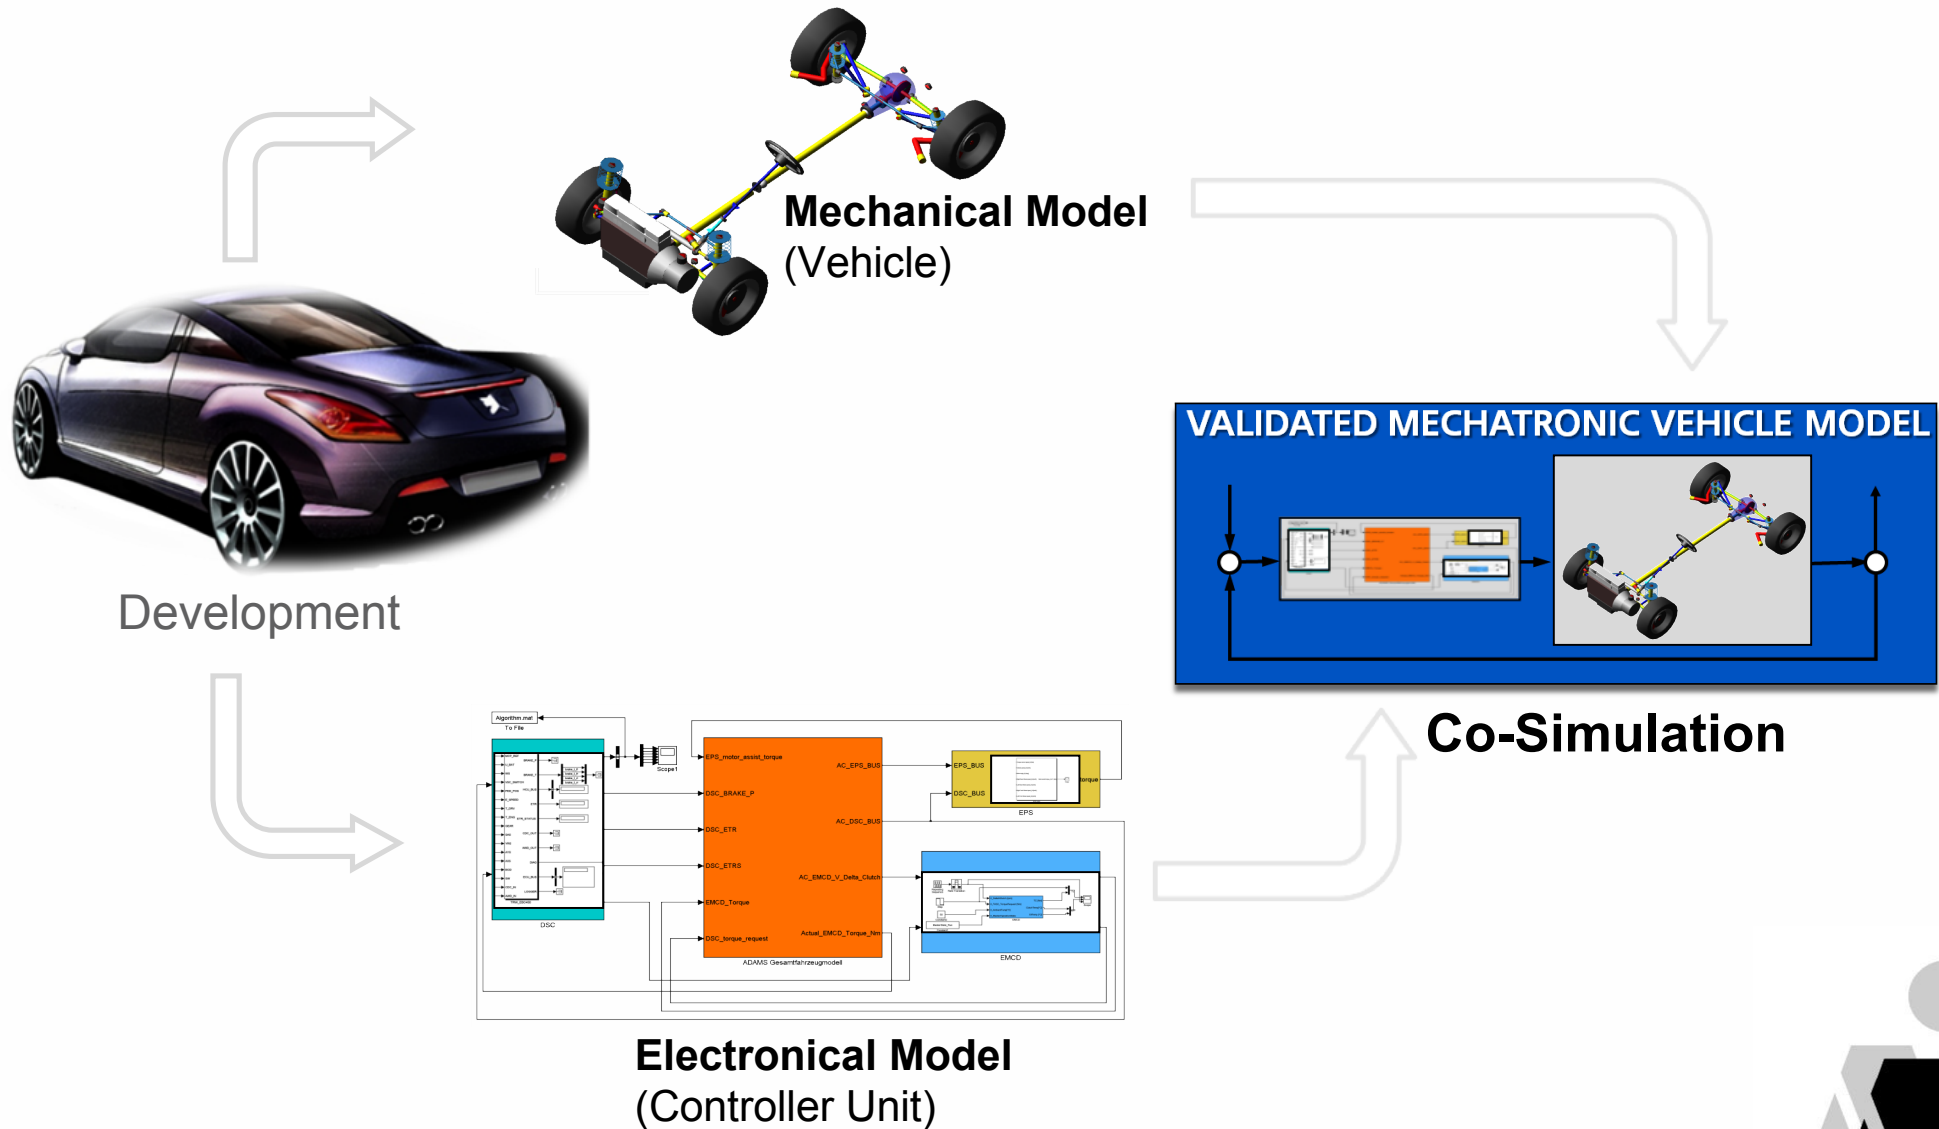 Mechanical Model
(Vehicle)
Development
VALIDATED MECHATRONIC VEHICLE MODEL
Co-Simulation
Algorithm.mat
To File
Scope1
EPS_motor_assist_torque
DSC_BRAKE_P
DSC_ETR
DSC_ETRS
EMCD_Torque
DSC_torque_request
AC_EPS_BUS
AC_DSC_BUS
AC_EMCD_V_Delta_Clutch
Actual_EMCD_Torque_Nm
ADAMS Gesamtfahrzeugmodell
EPS_BUS
DSC_BUS
torque
EPS
EMCD
DSC
Electronical Model
(Controller Unit)